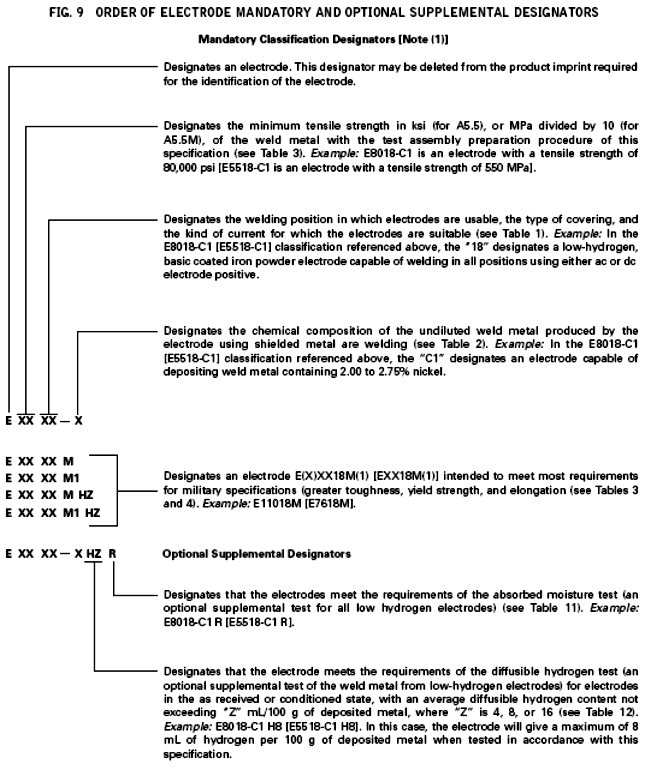 FIG. 9 ORDER OF ELECTRODE MANDATORY AND OPTIONAL SUPPLEMENTAL DESIGNATORS
Mandatory Classification Designators [Note (1)]
Designates an electrode. This designator may be deleted from the product imprint required
for the identification of the electrode.
Designates the minimum tensile strength in ksi (for A5.5), or MPa divided by 10 (for
A5.5M), of the weld metal with the test assembly preparation procedure of this
specification (see Table 3). Example: E8018-C1 is an electrode with a tensile strength of
80,000 psi [E5518-C1 is an electrode with a tensile strength of 550 MPa].
Designates the welding position in which electrodes are usable, the type of covering, and
the kind of current for which the electrodes are suitable (see Table 1). Example: In the
E8018-C1 [E5518-C1] classification referenced above, the "18" designates a low-hydrogen,
basic coated iron powder electrode capable of welding in all positions using either ac or dc
electrode positive.
Designates the chemical composition of the undiluted weld metal produced by the
electrode using shielded metal are welding (see Table 2). Example: In the E8018-C1
[E5518-C1] classification referenced above, the "C1" designates an electrode capable of
depositing weld metal containing 2.00 to 2.75% nickel.
E XX XX — X
E XX XX M
E XX XX M1
E XX XX M HZ
E XX XX M1 HZ
Designates an electrode E(X)XX18M(1) [EXX18M(1)] intended to meet most requirements
for military specifications (greater toughness, yield strength, and elongation (see Tables 3
and 4). Example: E11018M [E7618M].
E XX XX — X HZ R
Optional Supplemental Designators
Designates that the electrodes meet the requirements of the absorbed moisture test (an
optional supplemental test for all low hydrogen electrodes) (see Table 11). Example:
E8018-C1 R [E5518-C1 R].
Designates that the electrode meets the requirements of the diffusible hydrogen test (an
optional supplemental test of the weld metal from low-hydrogen electrodes) for electrodes
in the as received or conditioned state, with an average diffusible hydrogen content not
exceeding "Z" mL/100 g of deposited metal, where "Z" is 4, 8, or 16 (see Table 12).
Example: E8018-C1 H8 [E5518-C1 H8]. In this case, the electrode will give a maximum of 8
mL of hydrogen per 100 g of deposited metal when tested in accordance with this
specification.